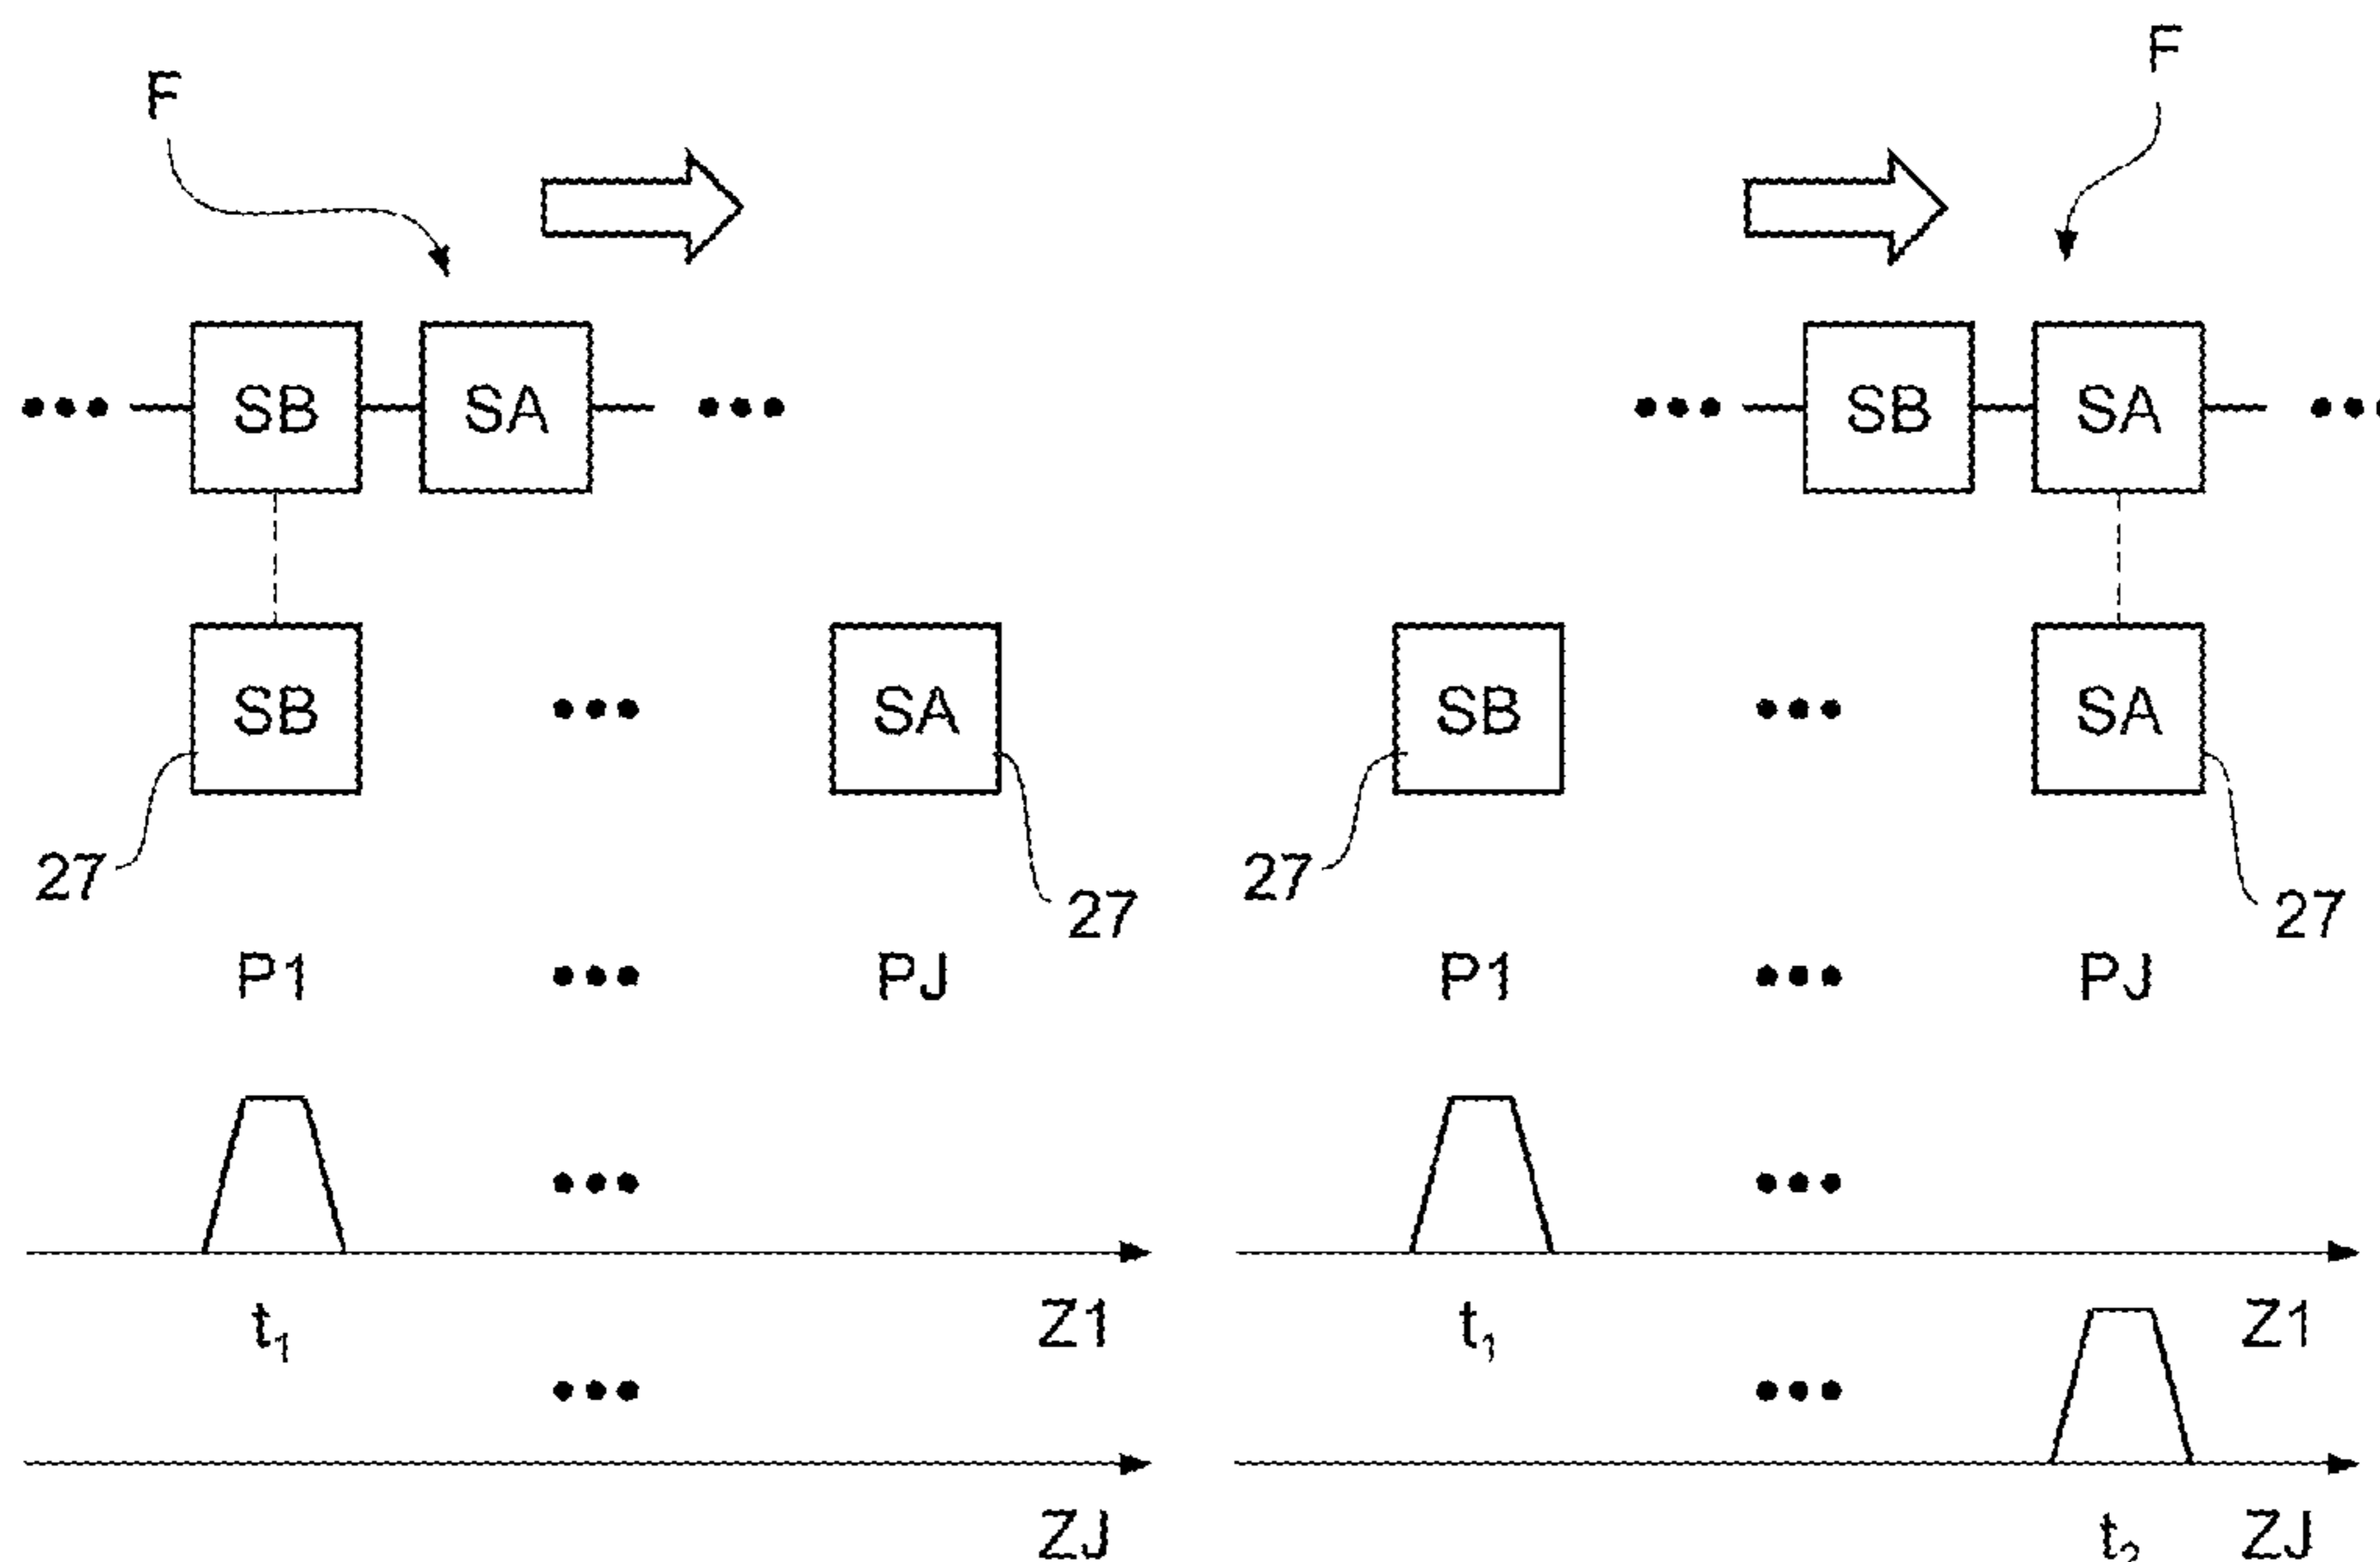 F F
SB SA SB SA
SB SA SB SA
27 27 27 27
P1 PJ P1 PJ
t₁ Z1 t₁ Z1
ZJ t₂ ZJ